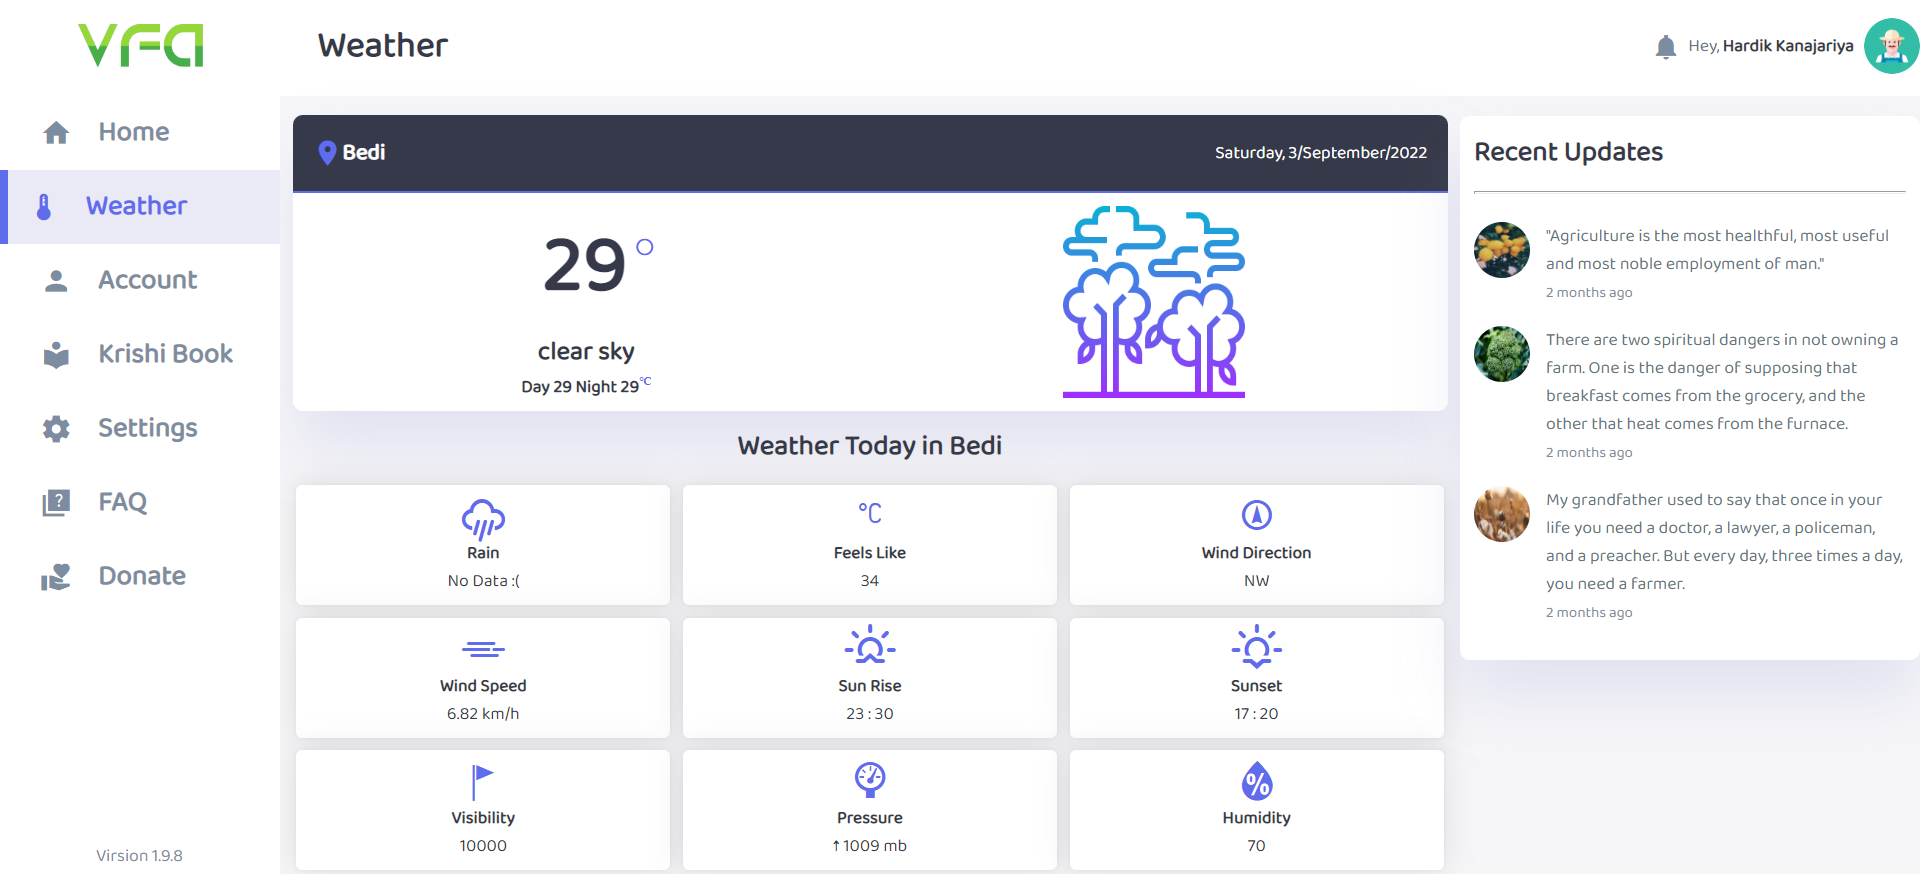 vfa
Weather
Hey, Hardik Kanajariya
Home
Weather
Account
Krishi Book
Settings
FAQ
Donate
Virsion 1.9.8
Bedi
Saturday, 3/September/2022
29°
clear sky
Day 29 Night 29°C
Weather Today in Bedi
Rain
No Data :(
°C
Feels Like
34
Wind Direction
NW
Wind Speed
6.82 km/h
Sun Rise
23 : 30
Sunset
17 : 20
Visibility
10000
Pressure
↑1009 mb
%
Humidity
70
Recent Updates
"Agriculture is the most healthful, most useful
and most noble employment of man."
2 months ago
There are two spiritual dangers in not owning a
farm. One is the danger of supposing that
breakfast comes from the grocery, and the
other that heat comes from the furnace.
2 months ago
My grandfather used to say that once in your
life you need a doctor, a lawyer, a policeman,
and a preacher. But every day, three times a day,
you need a farmer.
2 months ago